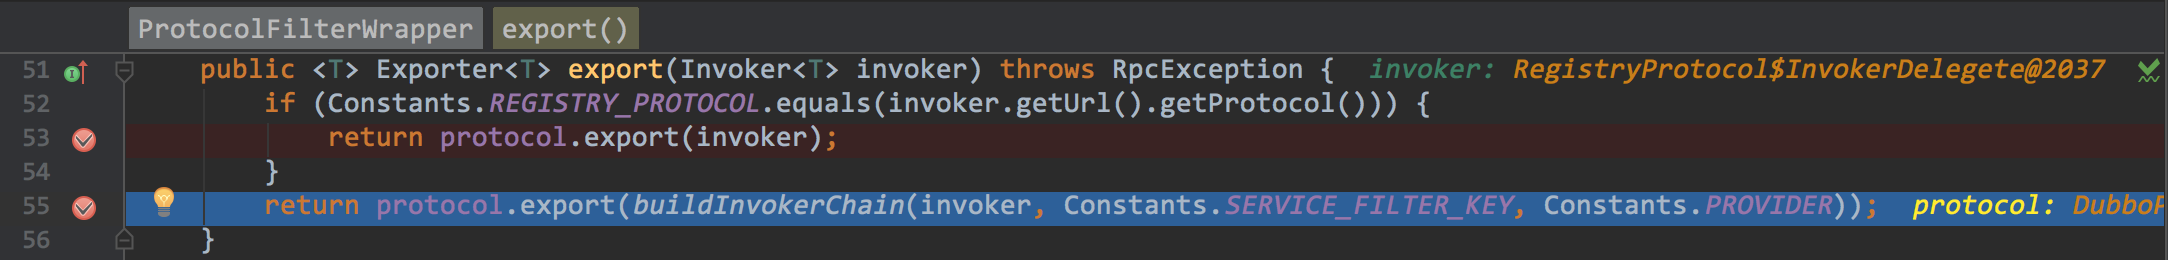 ProtocolFilterWrapper export()
51 public <T> Exporter<T> export(Invoker<T> invoker) throws RpcException { invoker: RegistryProtocol$InvokerDelegete@2037
52 if (Constants.REGISTRY_PROTOCOL.equals(invoker.getUrl().getProtocol())) {
53 return protocol.export(invoker);
54 }
55 return protocol.export(buildInvokerChain(invoker, Constants.SERVICE_FILTER_KEY, Constants.PROVIDER)); protocol: DubboP
56 }